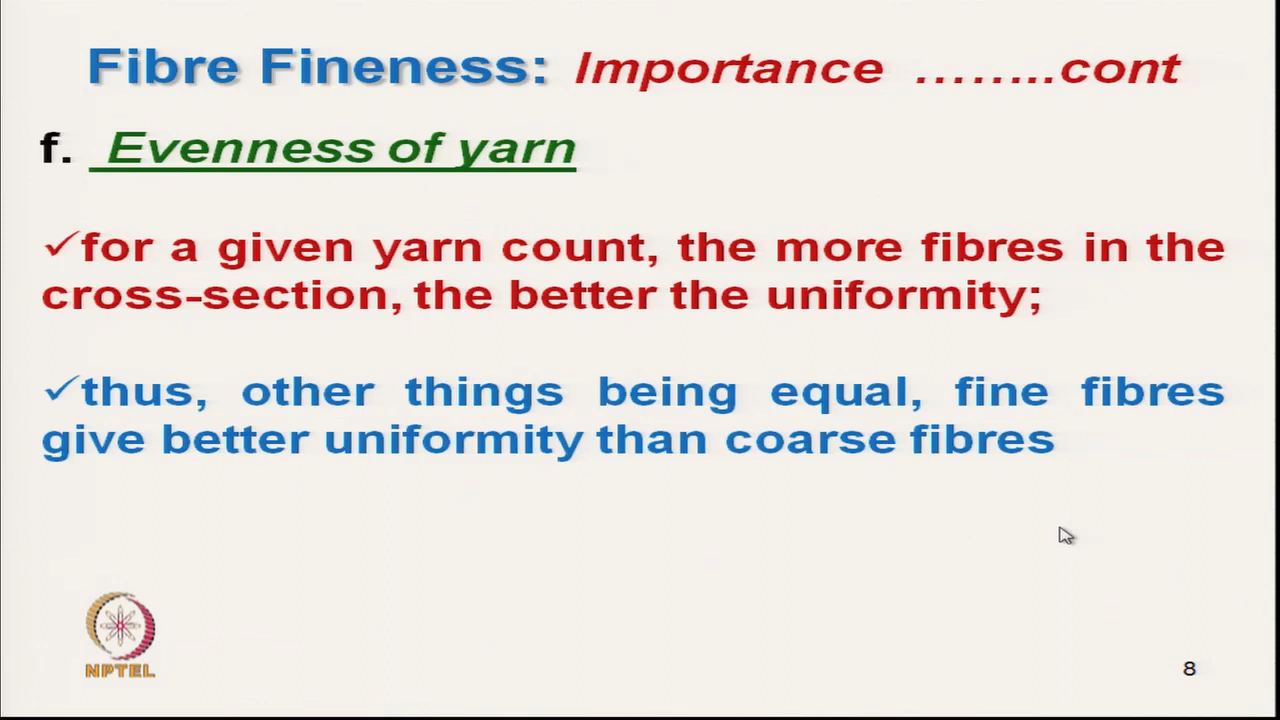 Fibre Fineness: Importance ……..cont
f. Evenness of yarn
✓for a given yarn count, the more fibres in the
cross-section, the better the uniformity;
✓thus, other things being equal, fine fibres
give better uniformity than coarse fibres
NPTEL
8